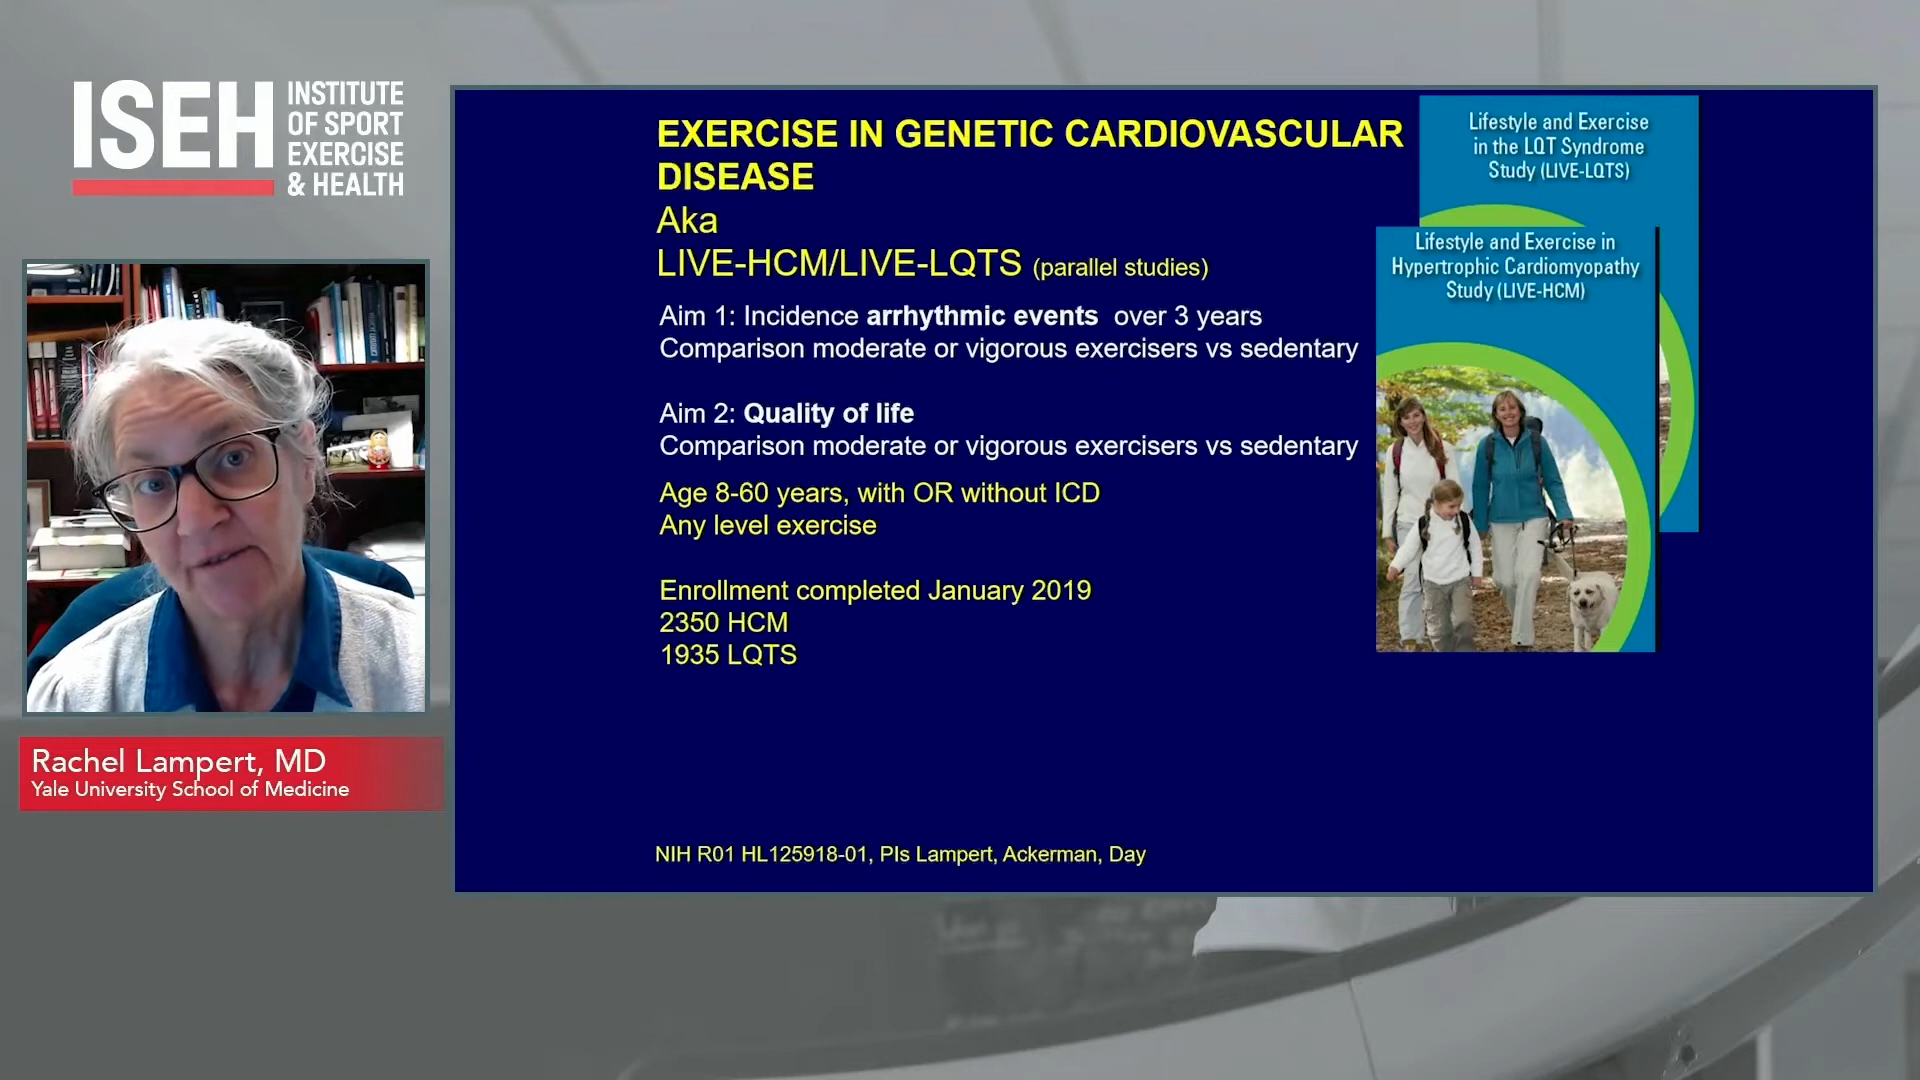 ISEH
INSTITUTE
OF SPORT
EXERCISE
& HEALTH
Rachel Lampert, MD
Yale University School of Medicine
EXERCISE IN GENETIC CARDIOVASCULAR
DISEASE
Aka
LIVE-HCM/LIVE-LQTS (parallel studies)
Aim 1: Incidence arrhythmic events over 3 years
Comparison moderate or vigorous exercisers vs sedentary
Aim 2: Quality of life
Comparison moderate or vigorous exercisers vs sedentary
Age 8-60 years, with OR without ICD
Any level exercise
Enrollment completed January 2019
2350 HCM
1935 LQTS
NIH R01 HL125918-01, PIs Lampert, Ackerman, Day
Lifestyle and Exercise
in the LQT Syndrome
Study (LIVE-LQTS)
Lifestyle and Exercise in
Hypertrophic Cardiomyopathy
Study (LIVE-HCM)